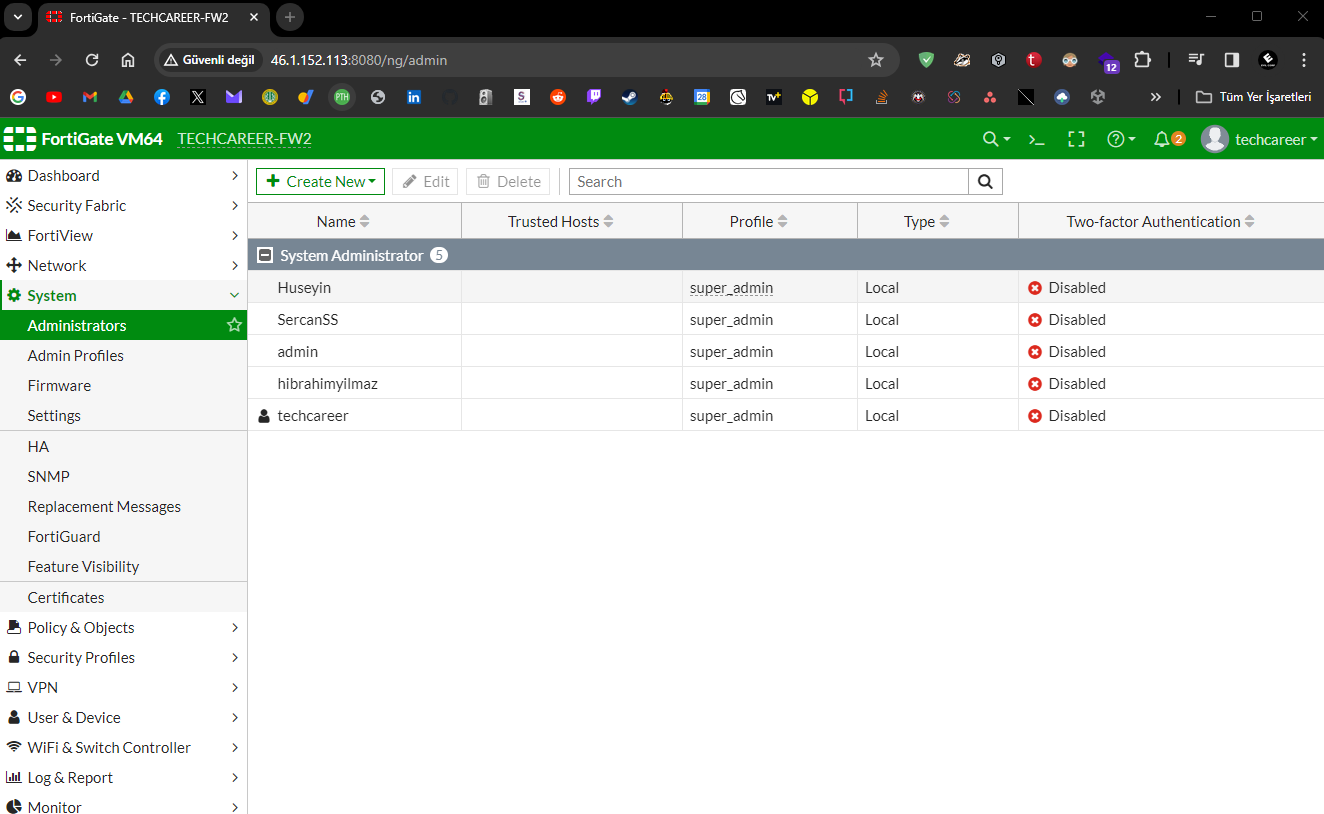 FortiGate - TECHCAREER-FW2
Güvenli değil
46.1.152.113:8080/ng/admin
12
PTH
S.
28
TV+
Tüm Yer İşaretleri
FortiGate VM64
TECHCAREER-FW2
2
techcareer
Dashboard
Security Fabric
FortiView
Network
System
Administrators
Admin Profiles
Firmware
Settings
HA
SNMP
Replacement Messages
FortiGuard
Feature Visibility
Certificates
Policy & Objects
Security Profiles
VPN
User & Device
WiFi & Switch Controller
Log & Report
Monitor
Create New Edit Delete Search
Name Trusted Hosts Profile Type Two-factor Authentication
System Administrator 5
Huseyin super_admin Local Disabled
SercanSS super_admin Local Disabled
admin super_admin Local Disabled
hibrahimyilmaz super_admin Local Disabled
techcareer super_admin Local Disabled